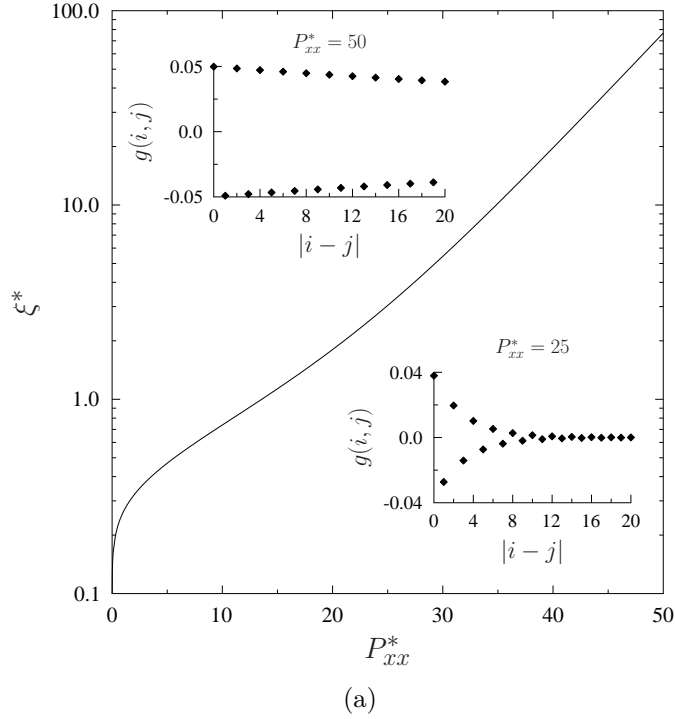 100.0
P*xx = 50
0.05
0.0
-0.05
g(i, j)
0 4 8 12 16 20
|i − j|
10.0
ξ*
1.0
P*xx = 25
0.04
0.0
-0.04
g(i, j)
0 4 8 12 16 20
|i − j|
0.1
0 10 20 30 40 50
P*xx
(a)